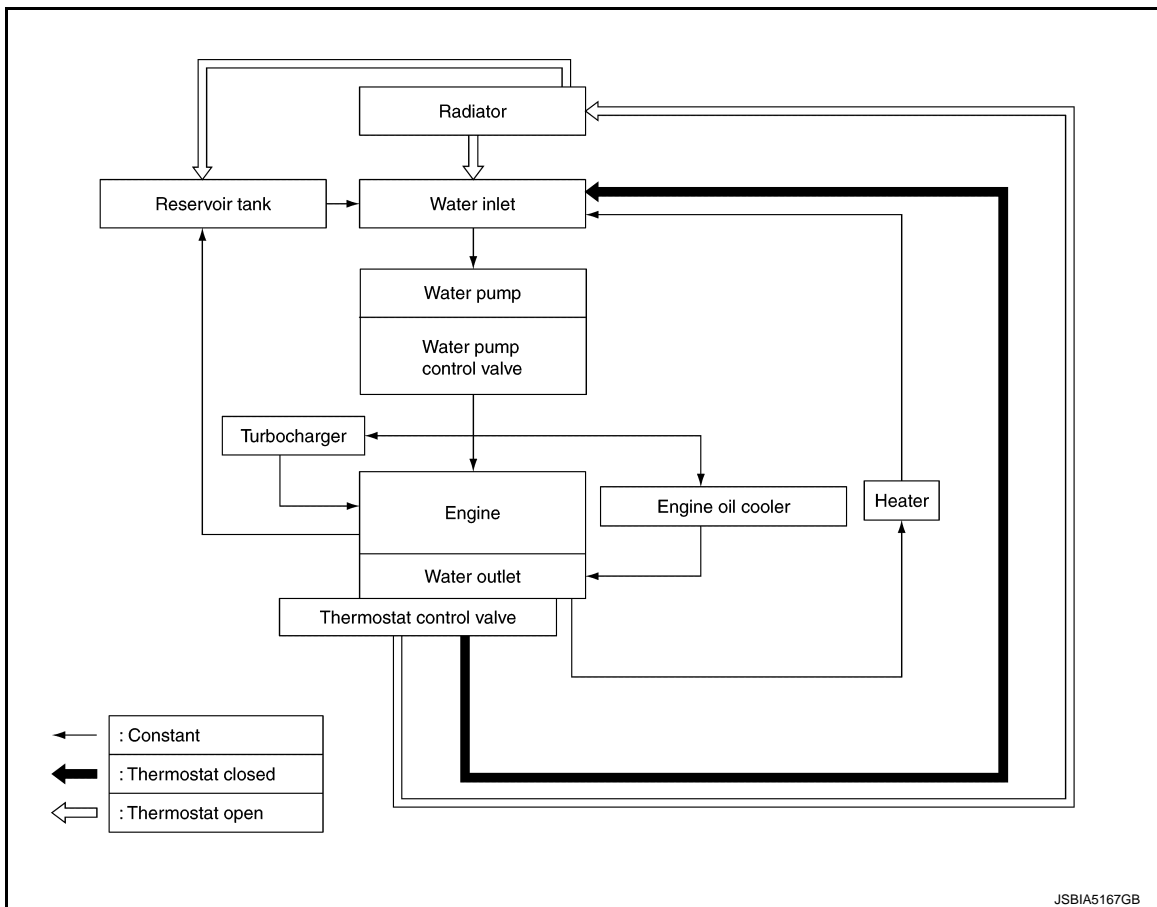 Radiator
Reservoir tank
Water inlet
Water pump
Water pump
control valve
Turbocharger
Engine
Engine oil cooler
Heater
Water outlet
Thermostat control valve
: Constant
: Thermostat closed
: Thermostat open
JSBIA5167GB